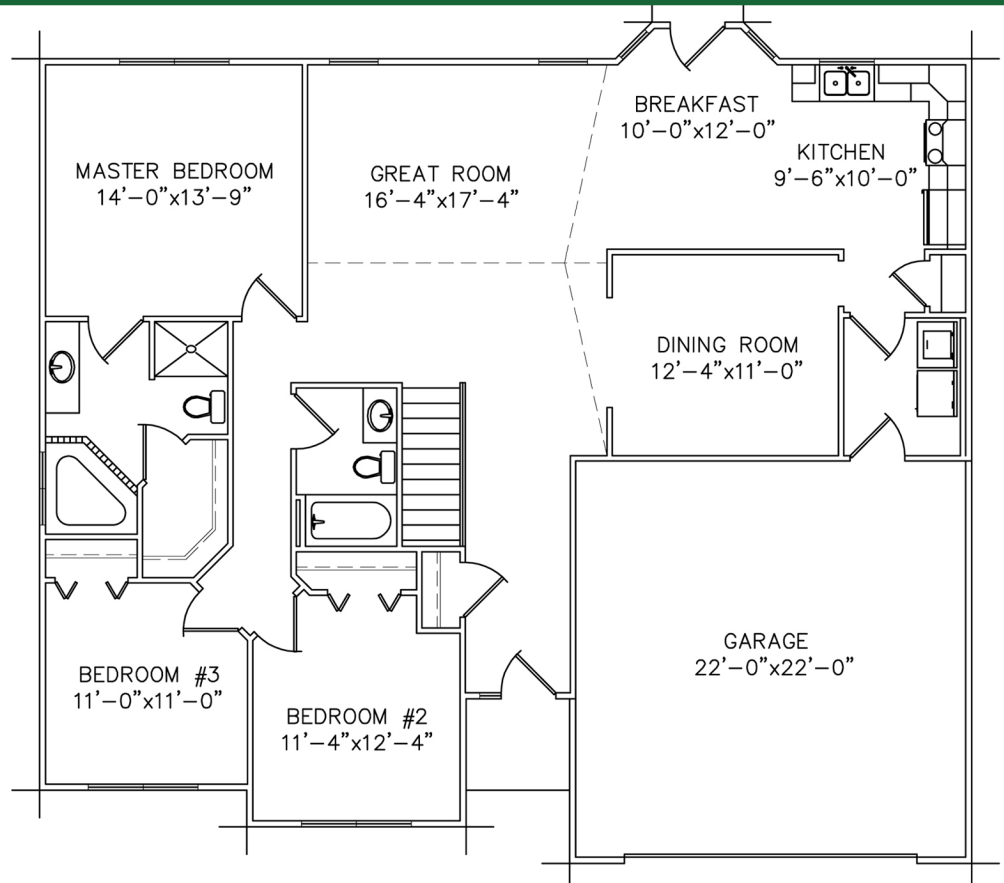 BREAKFAST
10'-0"x12'-0"
KITCHEN
9'-6"x10'-0"
MASTER BEDROOM
14'-0"x13'-9"
GREAT ROOM
16'-4"x17'-4"
DINING ROOM
12'-4"x11'-0"
GARAGE
22'-0"x22'-0"
BEDROOM #3
11'-0"x11'-0"
BEDROOM #2
11'-4"x12'-4"